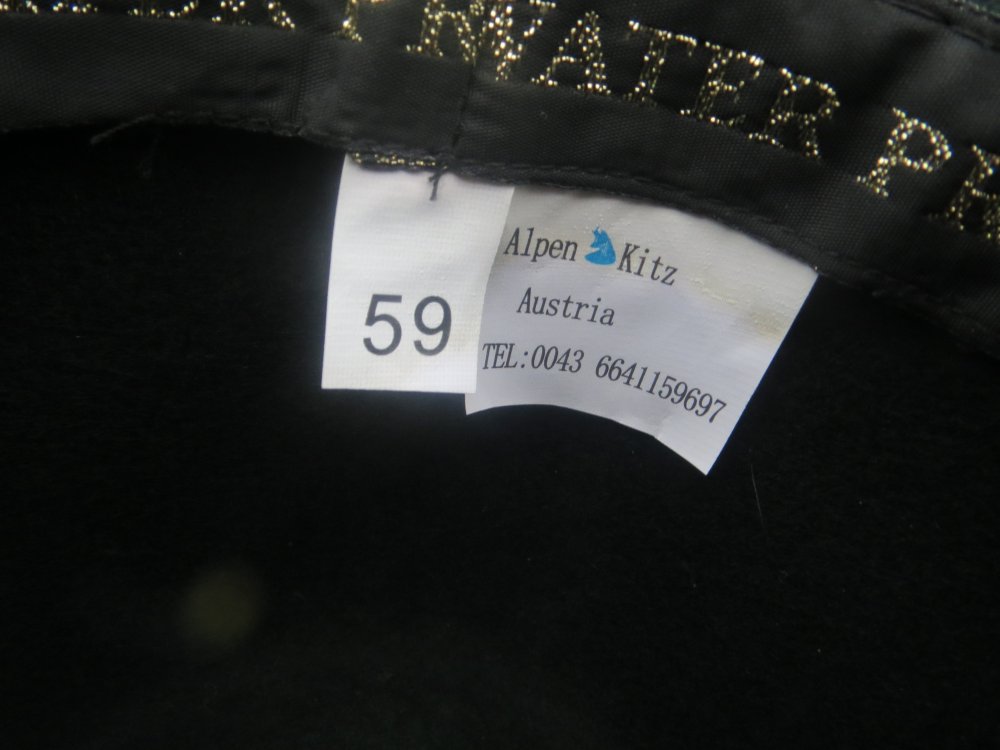 WATER
59
Alpen Kitz
Austria
TEL:0043 6641159697